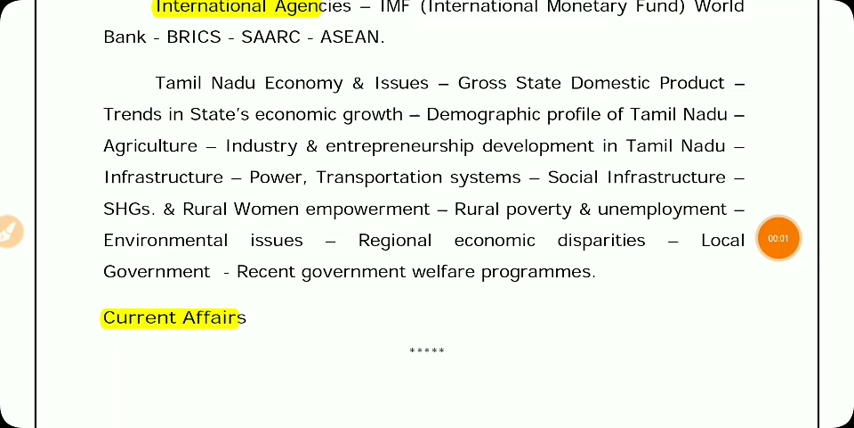 International Agencies – IMF (International Monetary Fund) World
Bank - BRICS - SAARC - ASEAN.
Tamil Nadu Economy & Issues – Gross State Domestic Product –
Trends in State's economic growth – Demographic profile of Tamil Nadu –
Agriculture – Industry & entrepreneurship development in Tamil Nadu –
Infrastructure – Power, Transportation systems – Social Infrastructure –
SHGs. & Rural Women empowerment – Rural poverty & unemployment –
Environmental issues – Regional economic disparities – Local
Government - Recent government welfare programmes.
Current Affairs
*****
00:01